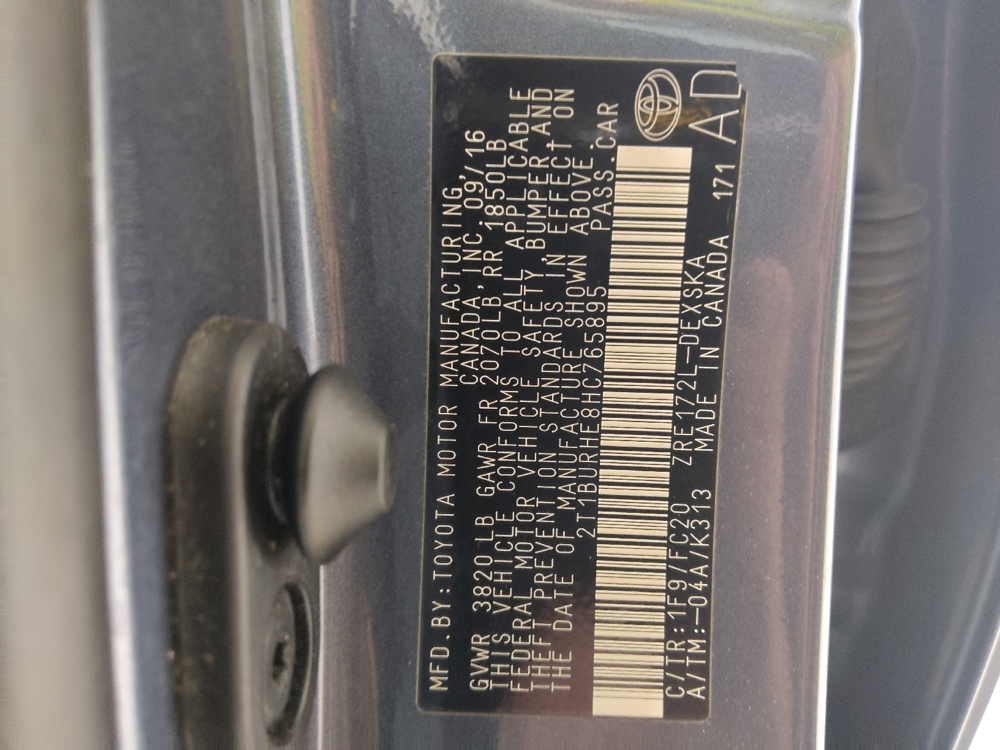 MFD.BY:TOYOTA MOTOR MANUFACTURING,
CANADA,INC.09/16
GVWR 3820 LB GAWR FR 2070LB,RR 1850LB
THIS VEHICLE CONFORMS TO ALL APPLICABLE
FEDERAL MOTOR VEHICLE SAFETY,BUMPER,AND
THEFT PREVENTION STANDARDS IN EFFECT ON
THE DATE OF MANUFACTURE SHOWN ABOVE.
2T1BURHE8HC765895 PASS.CAR
C/TR:1F9/FC20 ZRE172L-DEXSKA 171 AD
A/TM:-04A/K313 MADE IN CANADA